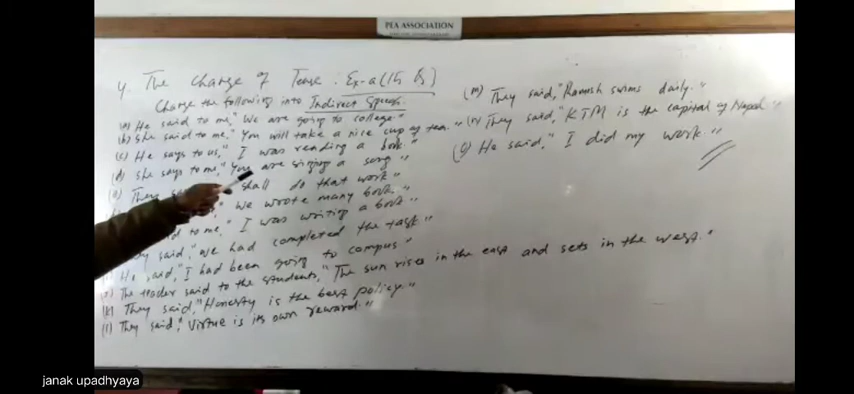 PEA ASSOCIATION
4. The Change of Tense : Ex-a (15 Qs)
Change the following into Indirect Speech.
(a) He said to me, "We are going to college."
(b) She said to me, "You will take a nice cup of tea."
(c) He says to us, "I was reading a book."
(d) She says to me, "You are singing a song"
They shall do that work"
"We wrote many books."
to me, "I was writing a book"
said, "We had completed the task"
He said, "I had been going to campus"
The teacher said to the students, "The sun rises in the east and sets in the west."
(k) They said, "Honesty is the best policy."
(l) They said, "Virtue is its own reward."
(m) They said, "Ramesh swims daily."
(n) They said, "KTM is the capital of Nepal."
He said, "I did my work."
janak upadhyaya